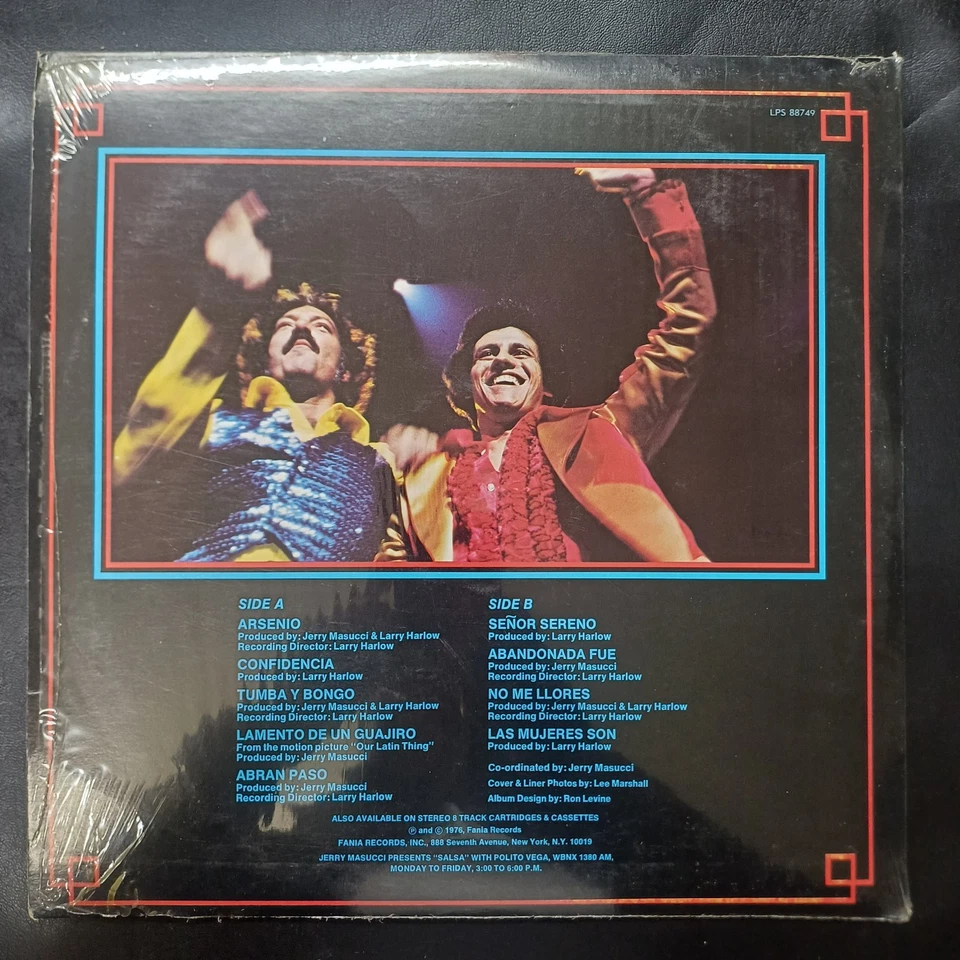 LPS 88749
SIDE A
ARSENIO
Produced by: Jerry Masucci & Larry Harlow
Recording Director: Larry Harlow
CONFIDENCIA
Produced by: Larry Harlow
TUMBA Y BONGO
Produced by: Jerry Masucci & Larry Harlow
Recording Director: Larry Harlow
LAMENTO DE UN GUAJIRO
From the motion picture "Our Latin Thing"
Produced by: Jerry Masucci
ABRAN PASO
Produced by: Jerry Masucci
Recording Director: Larry Harlow
SIDE B
SEÑOR SERENO
Produced by: Larry Harlow
ABANDONADA FUE
Produced by: Jerry Masucci
Recording Director: Larry Harlow
NO ME LLORES
Produced by: Jerry Masucci & Larry Harlow
Recording Director: Larry Harlow
LAS MUJERES SON
Produced by: Larry Harlow
Co-ordinated by: Jerry Masucci
Cover & Liner Photos by: Lee Marshall
Album Design by: Ron Levine
ALSO AVAILABLE ON STEREO 8 TRACK CARTRIDGES & CASSETTES
Ⓟ and © 1976, Fania Records
FANIA RECORDS, INC., 888 Seventh Avenue, New York, N.Y. 10019
JERRY MASUCCI PRESENTS "SALSA" WITH POLITO VEGA, WBNX 1380 AM,
MONDAY TO FRIDAY, 3:00 TO 6:00 P.M.